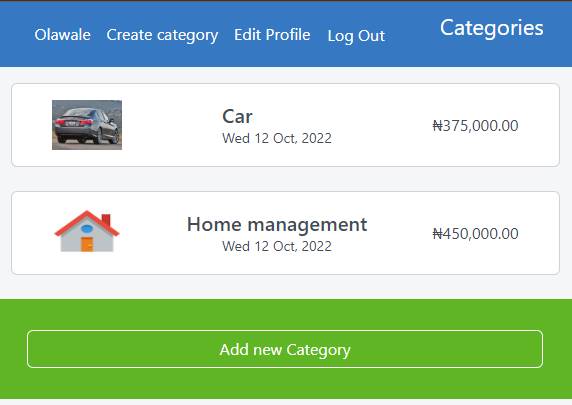 Olawale Create category Edit Profile Log Out Categories
Car
Wed 12 Oct, 2022
₦375,000.00
Home management
Wed 12 Oct, 2022
₦450,000.00
Add new Category